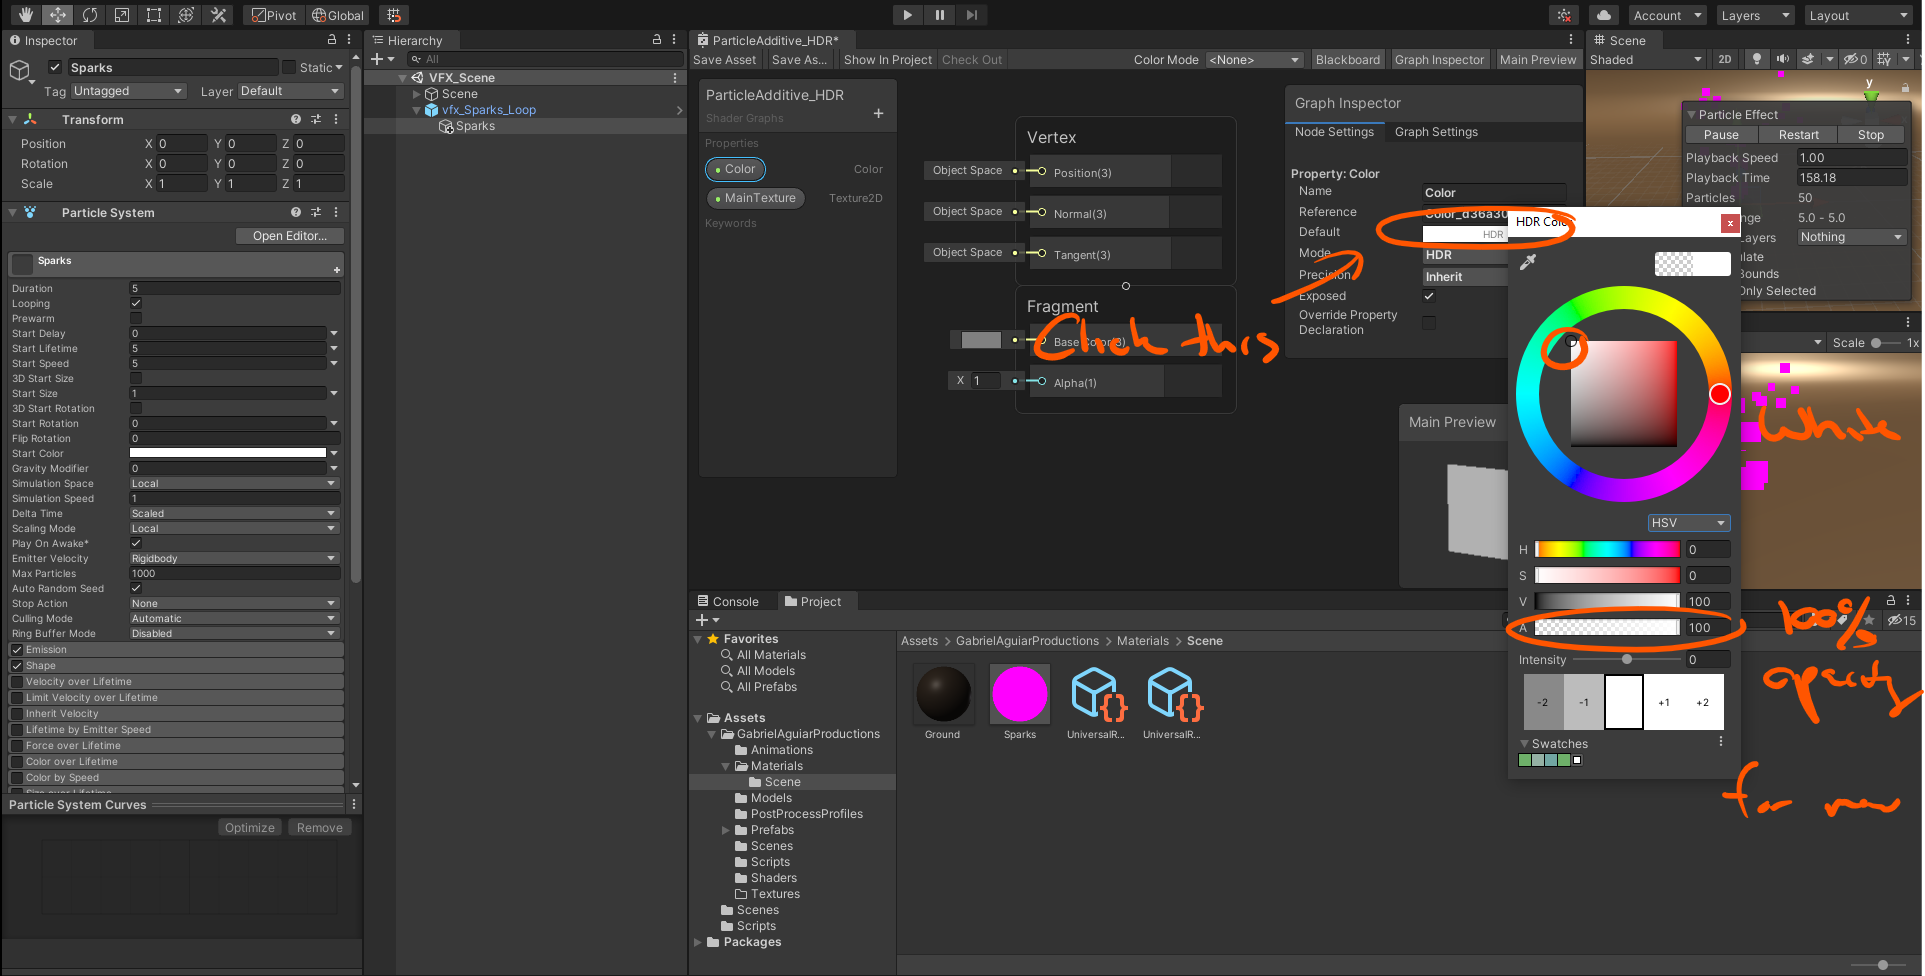 Pivot Global Account Layers Layout
Inspector
Sparks Static
Tag Untagged Layer Default
Transform
Position X 0 Y 0 Z 0
Rotation X 0 Y 0 Z 0
Scale X 1 Y 1 Z 1
Particle System
Open Editor...
Sparks
Duration 5
Looping
Prewarm
Start Delay 0
Start Lifetime 5
Start Speed 5
3D Start Size
Start Size 1
3D Start Rotation
Start Rotation 0
Flip Rotation 0
Start Color
Gravity Modifier 0
Simulation Space Local
Simulation Speed 1
Delta Time Scaled
Scaling Mode Local
Play On Awake*
Emitter Velocity Rigidbody
Max Particles 1000
Auto Random Seed
Stop Action None
Culling Mode Automatic
Ring Buffer Mode Disabled
Emission
Shape
Velocity over Lifetime
Limit Velocity over Lifetime
Inherit Velocity
Lifetime by Emitter Speed
Force over Lifetime
Color over Lifetime
Color by Speed
Size over Lifetime
Particle System Curves
Optimize Remove
Hierarchy
All
VFX_Scene
Scene
vfx_Sparks_Loop
Sparks
ParticleAdditive_HDR*
Save Asset Save As... Show In Project Check Out Color Mode <None> Blackboard Graph Inspector Main Preview
ParticleAdditive_HDR
Shader Graphs
Properties
Color Color
MainTexture Texture2D
Keywords
Vertex
Object Space Position(3)
Object Space Normal(3)
Object Space Tangent(3)
Fragment
Base Color(3)
X 1 Alpha(1)
Click this
Graph Inspector
Node Settings Graph Settings
Property: Color
Name Color
Reference Color_d36a30
Default HDR
Mode HDR
Precision Inherit
Exposed
Override Property
Declaration
Main Preview
Scene
Shaded 2D 0
y
Particle Effect
Pause Restart Stop
Playback Speed 1.00
Playback Time 158.18
Particles 50
nge 5.0 - 5.0
ayers Nothing
late
Bounds
Only Selected
Scale 1x
HDR Color
x
HSV
H 0
S 0
V 100
A 100
Intensity 0
-2 -1 +1 +2
Swatches
White
100%
opacity
for now
15
Console Project
Favorites
All Materials
All Models
All Prefabs
Assets
GabrielAguiarProductions
Animations
Materials
Scene
Models
PostProcessProfiles
Prefabs
Scenes
Scripts
Shaders
Textures
Scenes
Scripts
Packages
Assets > GabrielAguiarProductions > Materials > Scene
Ground Sparks UniversalR... UniversalR...